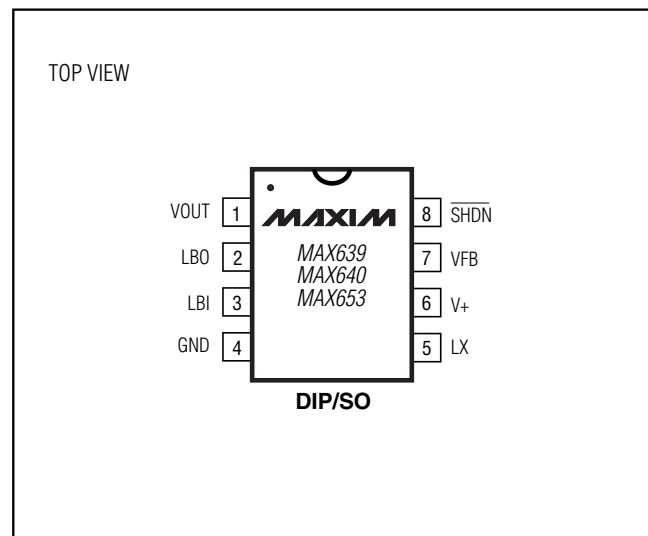 TOP VIEW
VOUT 1
LBO 2
LBI 3
GND 4
MAXIM
MAX639
MAX640
MAX653
8 SHDN
7 VFB
6 V+
5 LX
DIP/SO